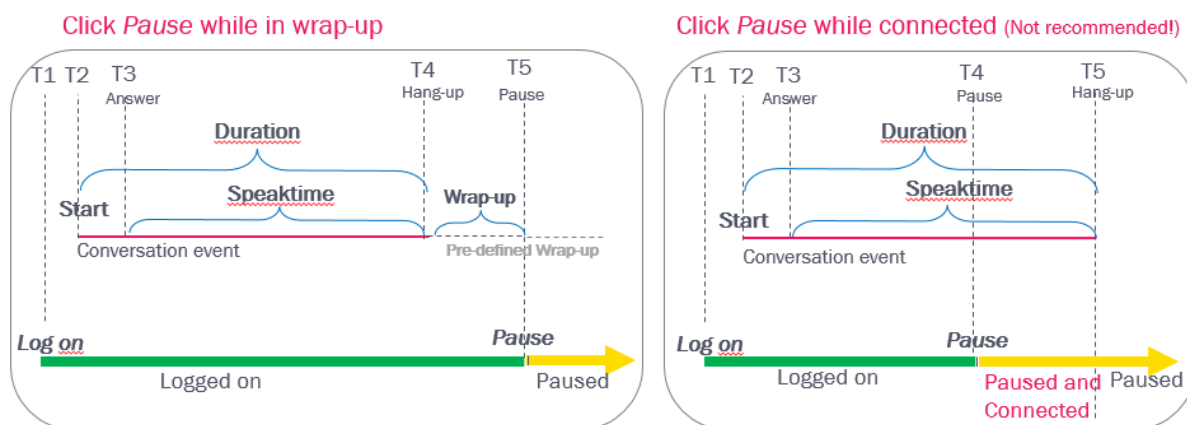 Click Pause while in wrap-up
T1 T2 T3 T4 T5
Answer Hang-up Pause
Duration
Speaktime Wrap-up
Start
Conversation event Pre-defined Wrap-up
Log on Pause
Logged on Paused
Click Pause while connected (Not recommended!)
T1 T2 T3 T4 T5
Answer Pause Hang-up
Duration
Speaktime
Start
Conversation event
Log on Pause
Logged on Paused and Paused
Connected